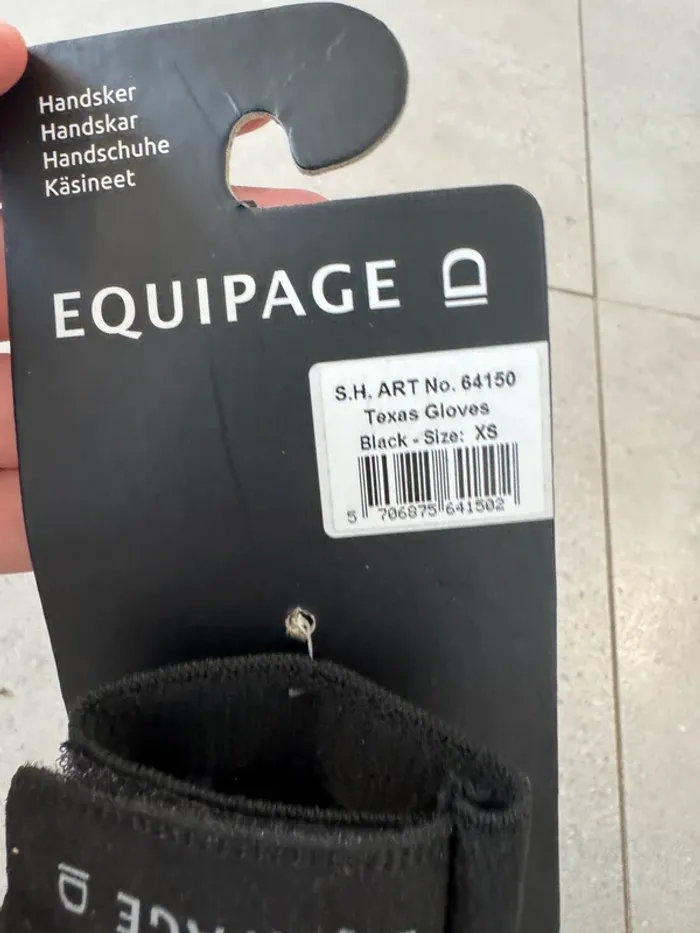 Handsker
Handskar
Handschuhe
Käsineet
EQUIPAGE
S.H. ART No. 64150
Texas Gloves
Black - Size: XS
5 706875 641502